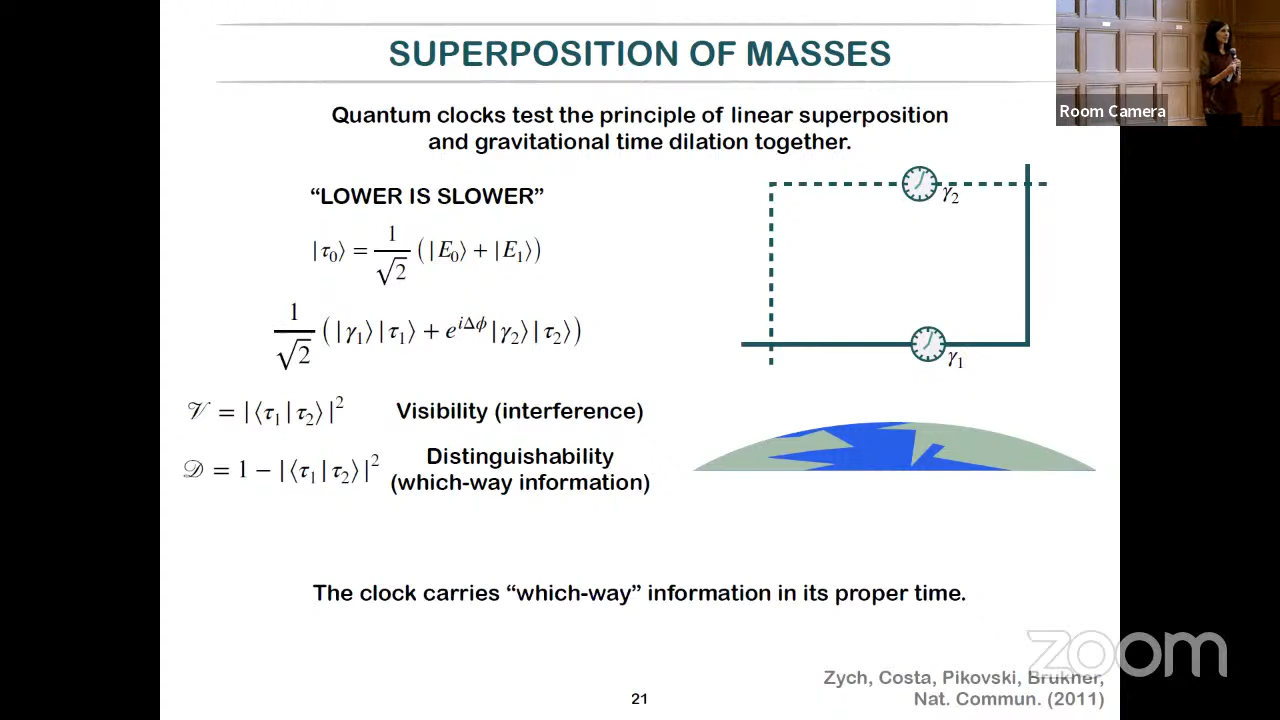 SUPERPOSITION OF MASSES
Room Camera
Quantum clocks test the principle of linear superposition
and gravitational time dilation together.
“LOWER IS SLOWER”
|τ₀⟩ = 1/√2 (|E₀⟩ + |E₁⟩)
1/√2 (|γ₁⟩|τ₁⟩ + e^{iΔϕ}|γ₂⟩|τ₂⟩)
γ₂
γ₁
𝒱 = |⟨τ₁|τ₂⟩|² Visibility (interference)
𝒟 = 1 − |⟨τ₁|τ₂⟩|² Distinguishability
(which-way information)
The clock carries “which-way” information in its proper time.
zoom
Zych, Costa, Pikovski, Brukner,
Nat. Commun. (2011)
21